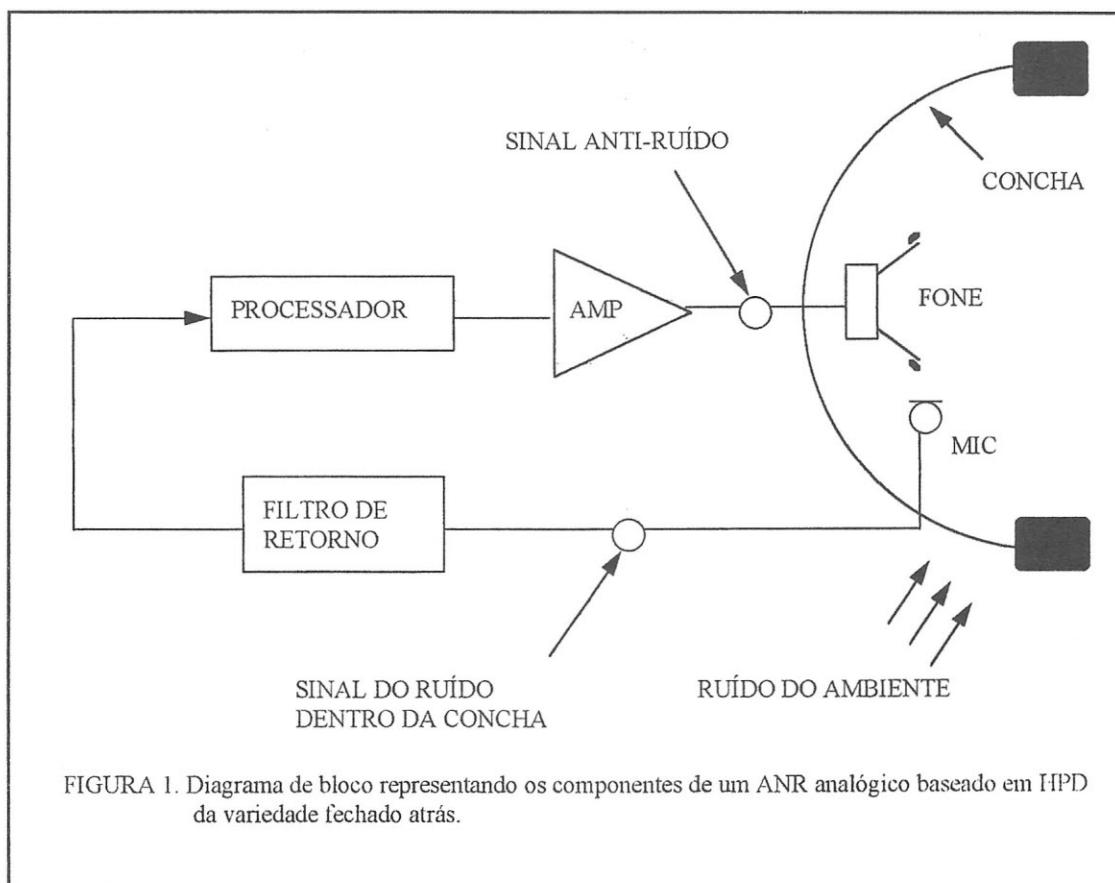 SINAL ANTI-RUÍDO
CONCHA
PROCESSADOR
AMP
FONE
MIC
FILTRO DE
RETORNO
SINAL DO RUÍDO
DENTRO DA CONCHA
RUÍDO DO AMBIENTE
FIGURA 1. Diagrama de bloco representando os componentes de um ANR analógico baseado em HPD
da variedade fechado atrás.